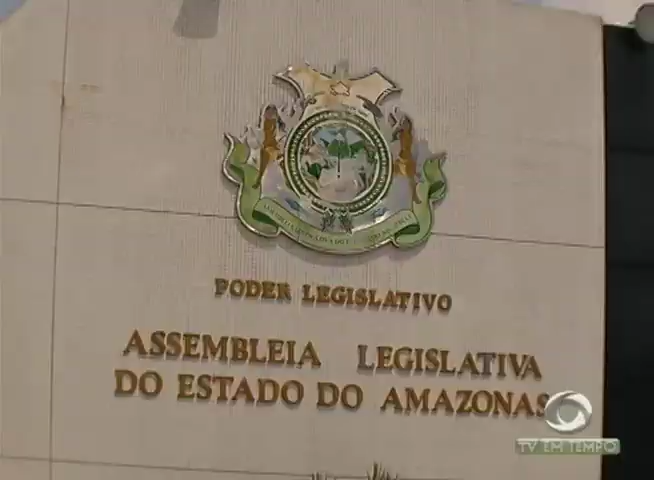 PODER LEGISLATIVO
ASSEMBLEIA LEGISLATIVA
DO ESTADO DO AMAZONAS
TV EM TEMPO